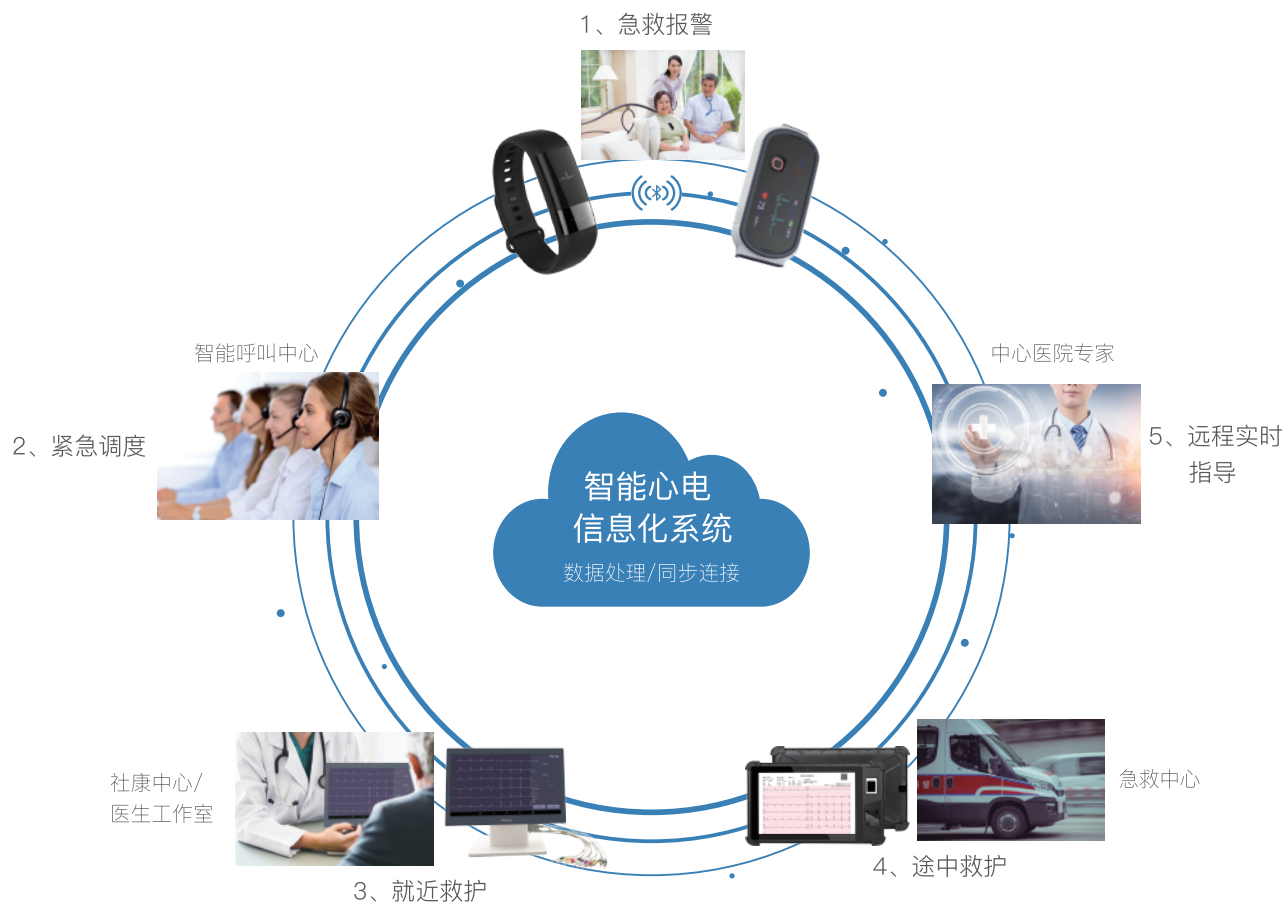 1、急救报警
智能呼叫中心
2、紧急调度
中心医院专家
5、远程实时
指导
智能心电
信息化系统
数据处理/同步连接
社康中心/
医生工作室
3、就近救护
急救中心
4、途中救护
73